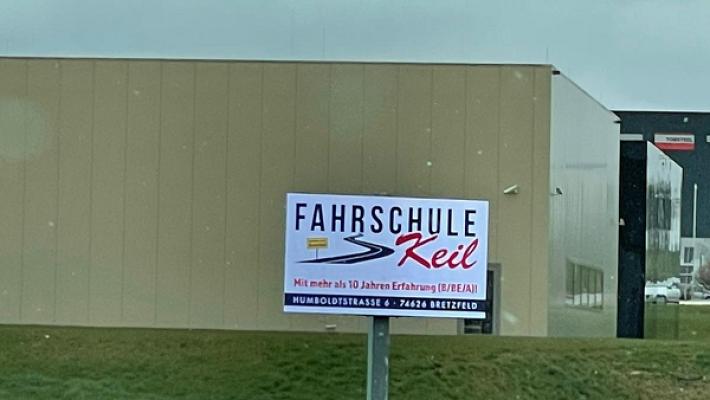 FAHRSCHULE
Keil
Mit mehr als 10 Jahren Erfahrung (B/BE/A)!
HUMBOLDTSTRASSE 6 · 74626 BRETZFELD